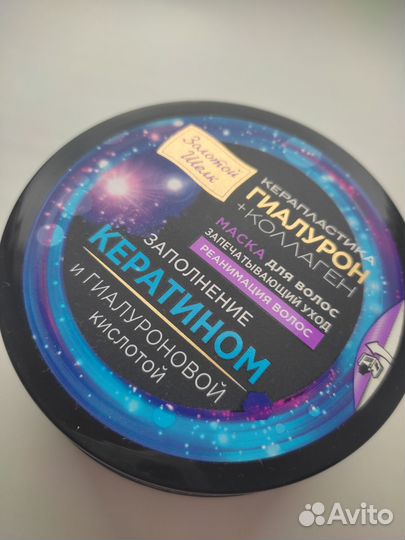 Золотой
Шелк
КЕРАПЛАСТИКА
ГИАЛУРОН
+КОЛЛАГЕН
МАСКА ДЛЯ ВОЛОС
ЗАПЕЧАТЫВАЮЩИЙ УХОД
РЕАНИМАЦИЯ ВОЛОС
ЗАПОЛНЕНИЕ
КЕРАТИНОМ
И ГИАЛУРОНОВОЙ
КИСЛОТОЙ
Avito